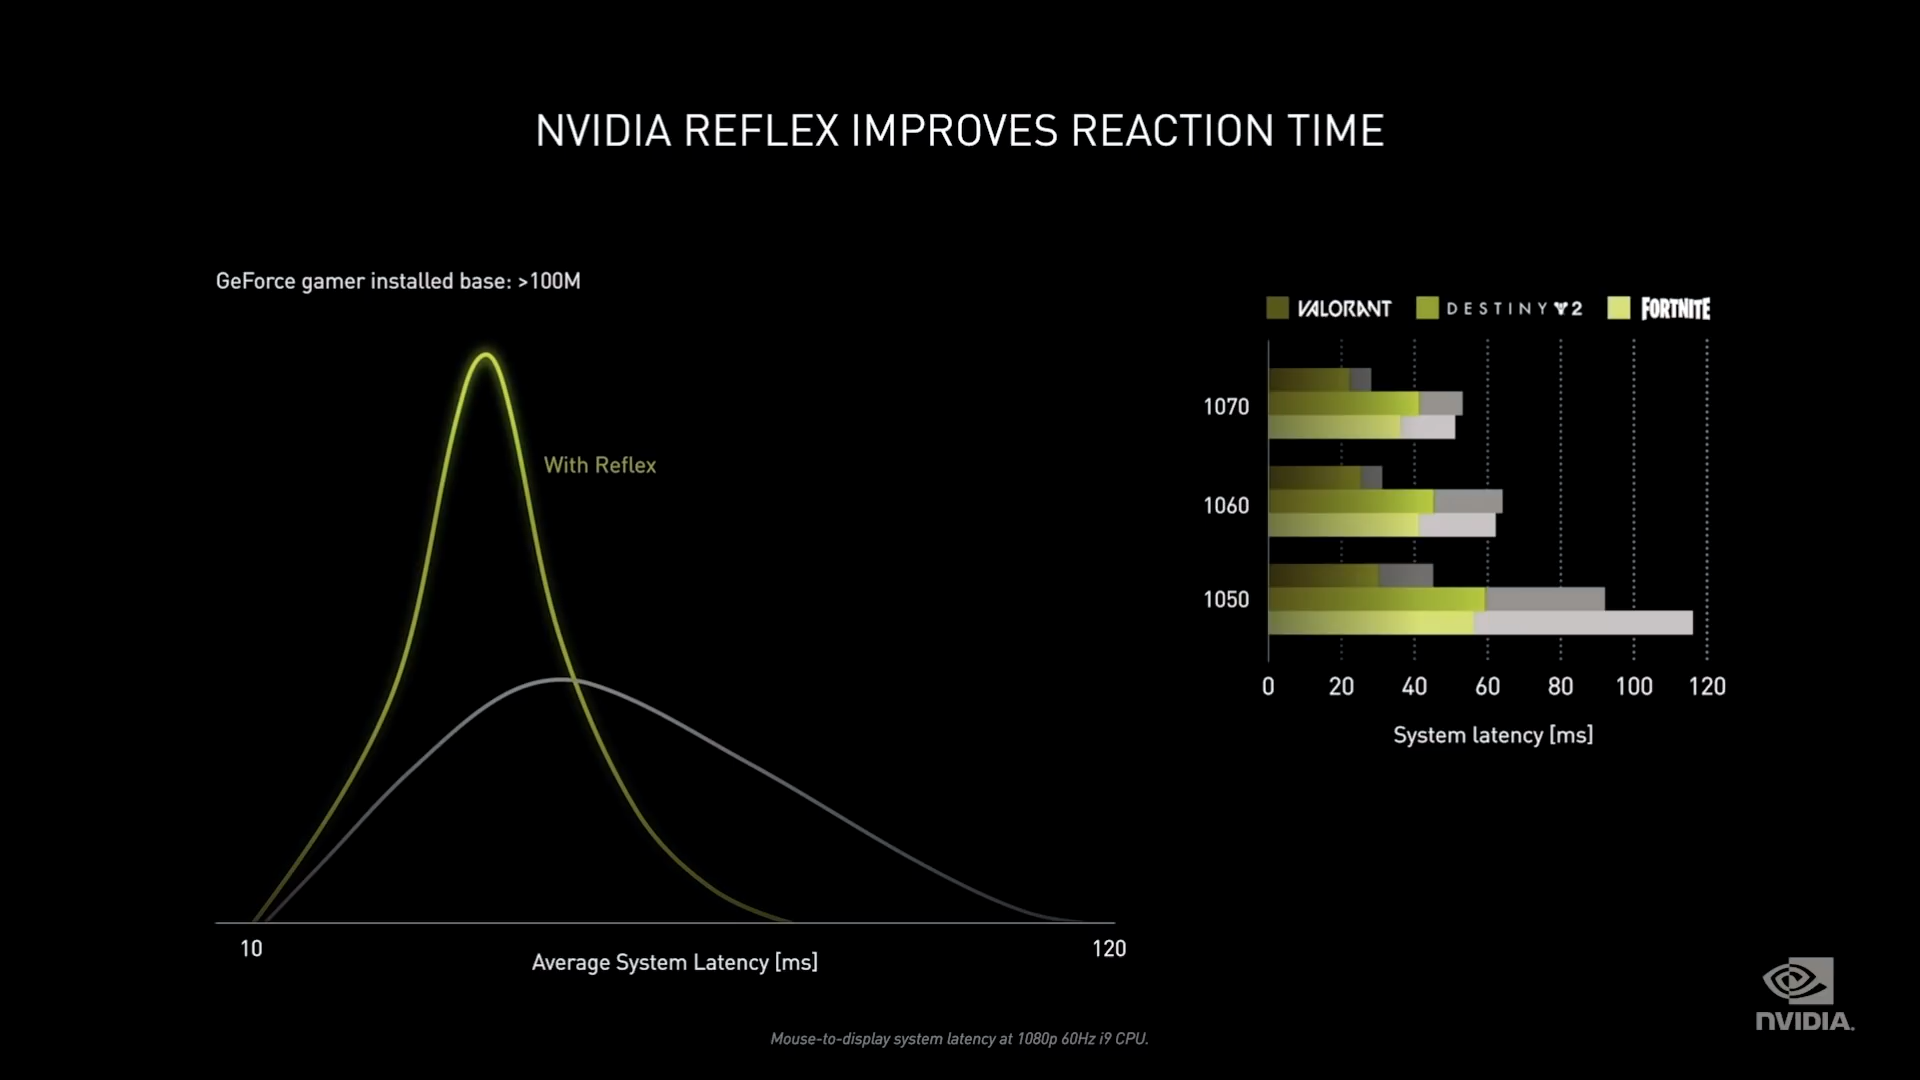 NVIDIA REFLEX IMPROVES REACTION TIME
GeForce gamer installed base: >100M
With Reflex
10
120
Average System Latency [ms]
VALORANT DESTINY 2 FORTNITE
1070
1060
1050
0 20 40 60 80 100 120
System latency [ms]
NVIDIA.
Mouse-to-display system latency at 1080p 60Hz i9 CPU.